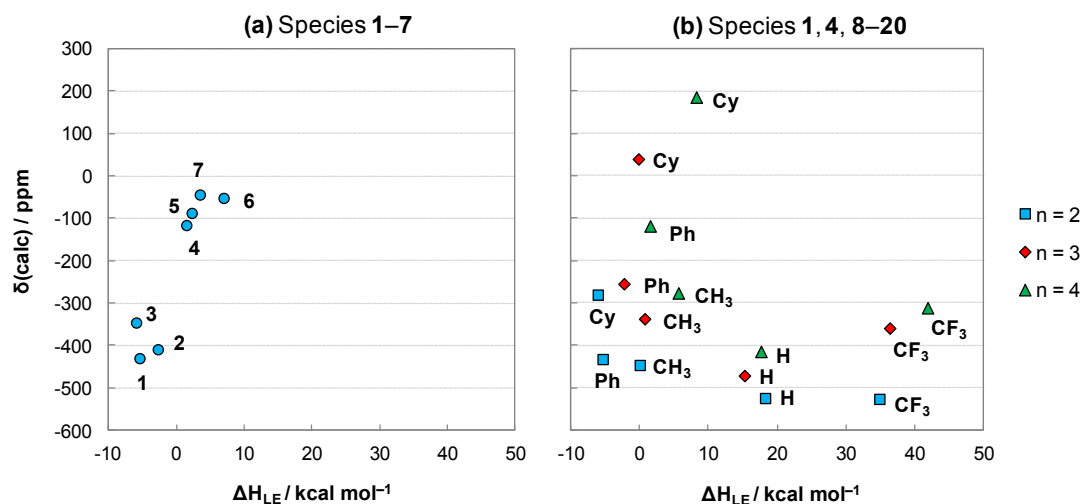 (a) Species 1–7
(b) Species 1, 4, 8–20
300
200
100
0
-100
-200
-300
-400
-500
-600
δ(calc) / ppm
7
5
6
4
3
2
1
-10 0 10 20 30 40 50
ΔH_LE / kcal mol⁻¹
Cy
Cy
Ph
Ph
CH₃
Cy
CH₃
CF₃
CF₃
H
Ph
CH₃
H
H
CF₃
-10 0 10 20 30 40 50
ΔH_LE / kcal mol⁻¹
n = 2
n = 3
n = 4